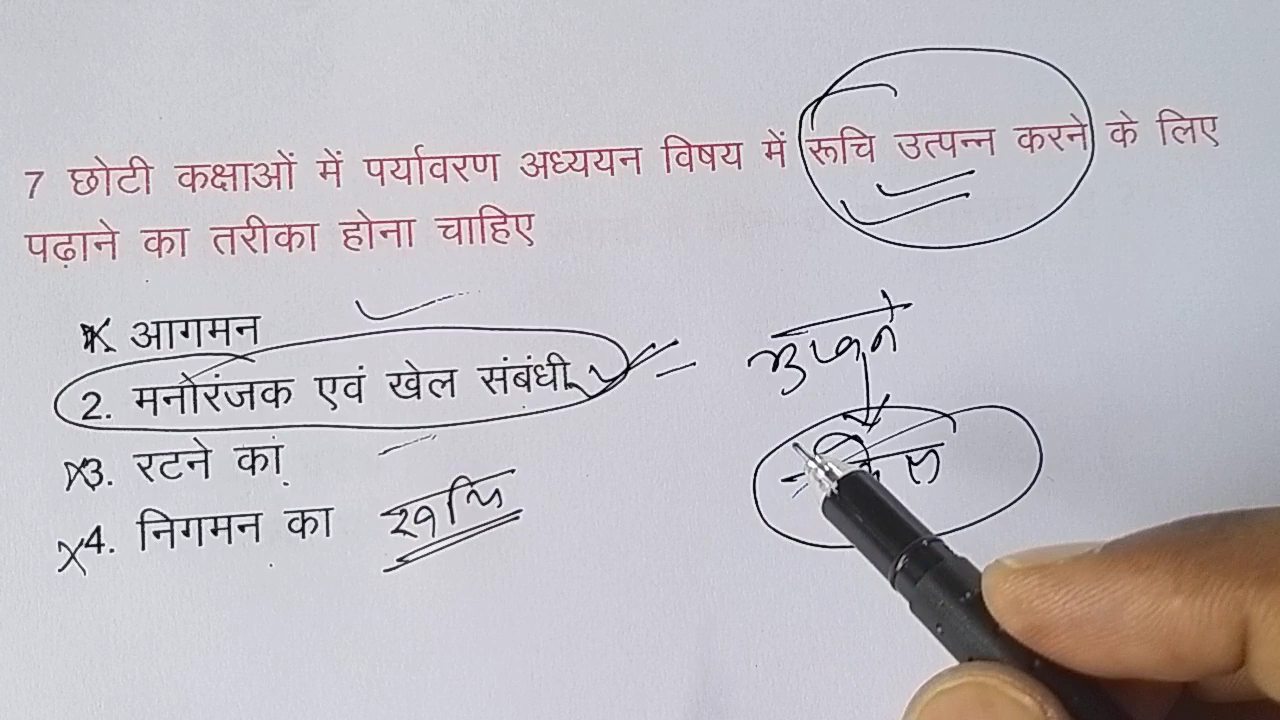 7 छोटी कक्षाओं में पर्यावरण अध्ययन विषय में रूचि उत्पन्न करने के लिए
पढ़ाने का तरीका होना चाहिए
आगमन
2. मनोरंजक एवं खेल संबंधी
3. रटने का
4. निगमन का